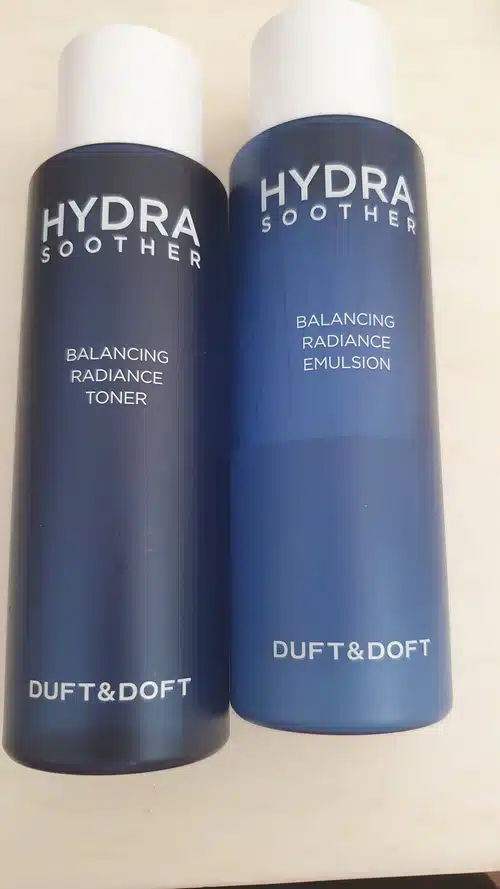 HYDRA
SOOTHER
BALANCING
RADIANCE
TONER
DUFT&DOFT
HYDRA
SOOTHER
BALANCING
RADIANCE
EMULSION
DUFT&DOFT